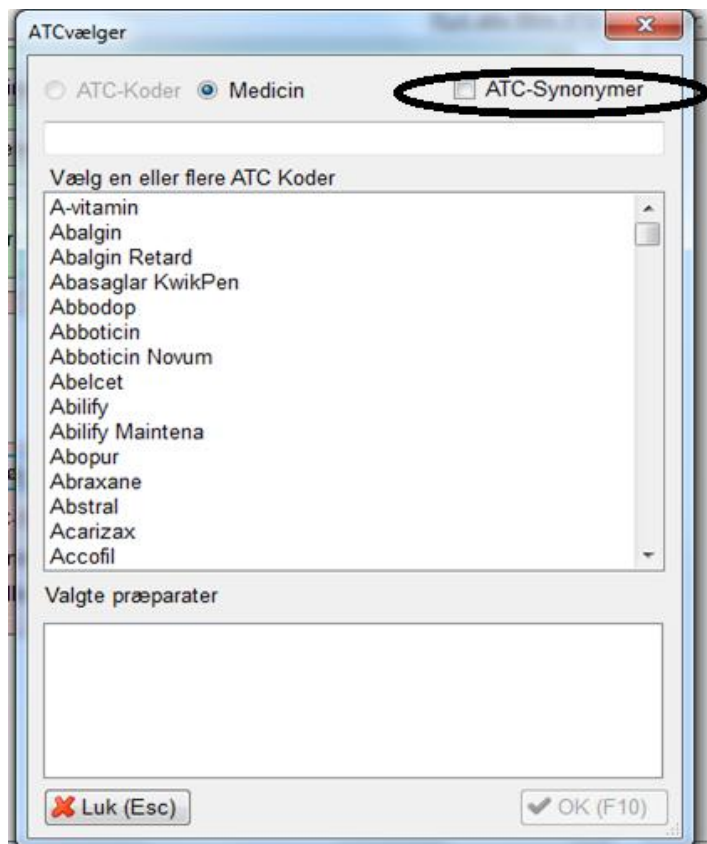 ATCvælger
ATC-Koder Medicin ATC-Synonymer
Vælg en eller flere ATC Koder
A-vitamin
Abalgin
Abalgin Retard
Abasaglar KwikPen
Abbodop
Abboticin
Abboticin Novum
Abelcet
Abilify
Abilify Maintena
Abopur
Abraxane
Abstral
Acarizax
Accofil
Valgte præparater
Luk (Esc) OK (F10)